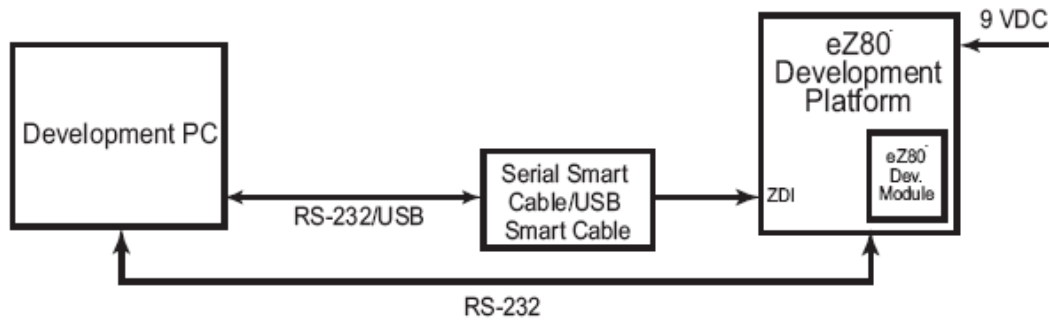 9 VDC
eZ80-
Development
Platform
Development PC
eZ80-
Dev.
Module
Serial Smart
Cable/USB
Smart Cable
ZDI
RS-232/USB
RS-232